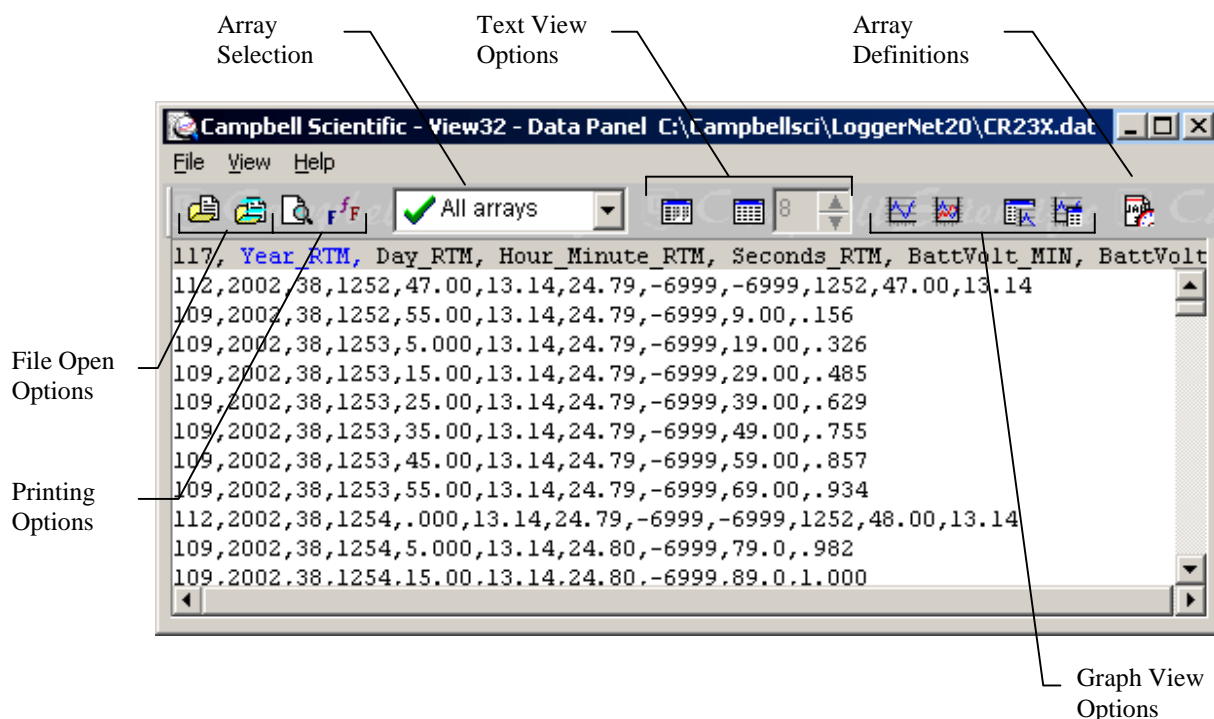 Array
Selection
Text View
Options
Array
Definitions
Campbell Scientific - View32 - Data Panel C:\Campbellsci\LoggerNet20\CR23X.dat
File View Help
F f F
All arrays
8
117, Year_RTM, Day_RTM, Hour_Minute_RTM, Seconds_RTM, BattVolt_MIN, BattVolt
112,2002,38,1252,47.00,13.14,24.79,-6999,-6999,1252,47.00,13.14
109,2002,38,1252,55.00,13.14,24.79,-6999,9.00,.156
109,2002,38,1253,5.000,13.14,24.79,-6999,19.00,.326
109,2002,38,1253,15.00,13.14,24.79,-6999,29.00,.485
109,2002,38,1253,25.00,13.14,24.79,-6999,39.00,.629
109,2002,38,1253,35.00,13.14,24.79,-6999,49.00,.755
109,2002,38,1253,45.00,13.14,24.79,-6999,59.00,.857
109,2002,38,1253,55.00,13.14,24.79,-6999,69.00,.934
112,2002,38,1254,.000,13.14,24.79,-6999,-6999,1252,48.00,13.14
109,2002,38,1254,5.000,13.14,24.80,-6999,79.0,.982
109,2002,38,1254,15.00,13.14,24.80,-6999,89.0,1.000
File Open
Options
Printing
Options
Graph View
Options